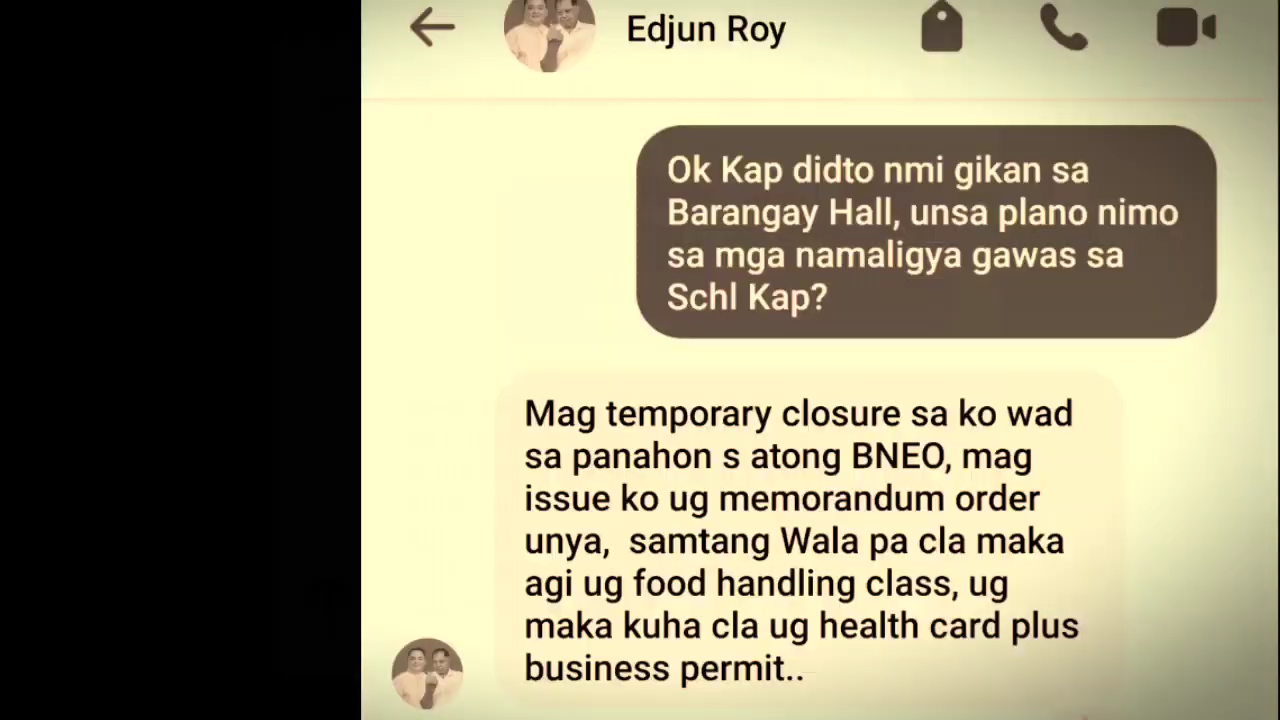 Edjun Roy
Ok Kap didto nmi gikan sa
Barangay Hall, unsa plano nimo
sa mga namaligya gawas sa
Schl Kap?
Mag temporary closure sa ko wad
sa panahon s atong BNEO, mag
issue ko ug memorandum order
unya, samtang Wala pa cla maka
agi ug food handling class, ug
maka kuha cla ug health card plus
business permit..